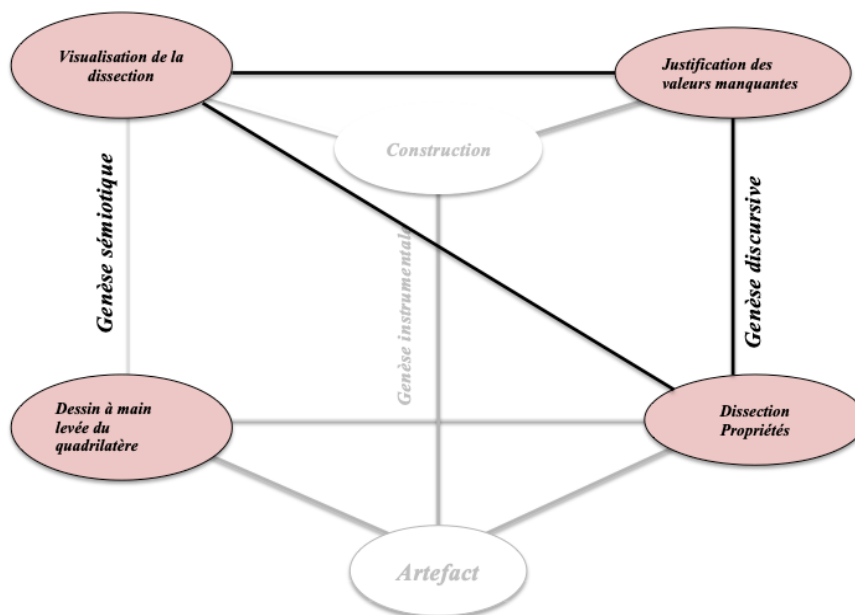 Visualisation de la
dissection
Justification des
valeurs manquantes
Construction
Genèse sémiotique
Genèse instrumentale
Genèse discursive
Dessin à main
levée du
quadrilatère
Dissection
Propriétés
Artefact